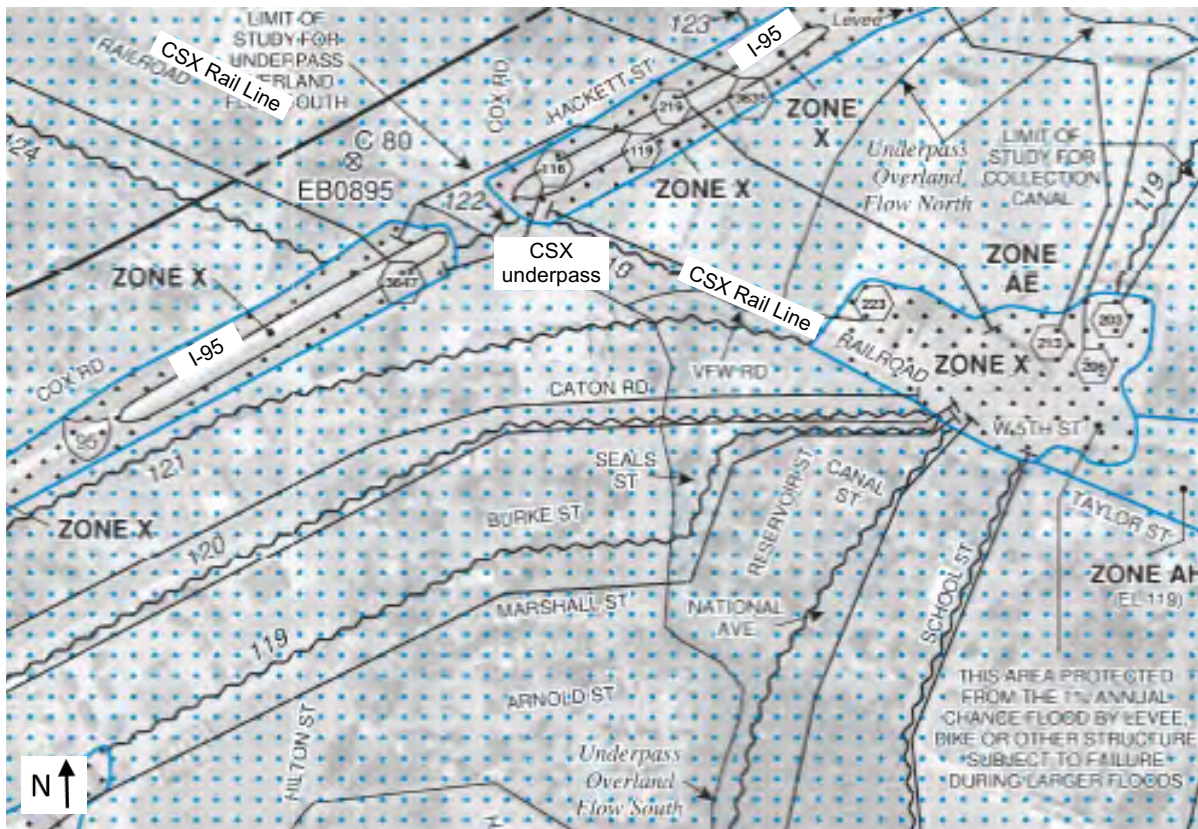 LIMIT OF
STUDY FOR
UNDERPASS
OVERLAND
FLOW SOUTH
RAILROAD
CSX Rail Line
123
Levee
I-95
COX RD
HACKETT ST
219
3635
ZONE
X
124
C 80
EB0895
116
119
ZONE X
122
Underpass
Overland
Flow North
LIMIT OF
STUDY FOR
COLLECTION
CANAL
119
CSX
underpass
ZONE X
3647
CSX Rail Line
ZONE
AE
223
203
213
RAILROAD
ZONE X
I-95
COX RD
95
VFW RD
CATON RD
W 5TH ST
121
SEALS
ST
RESERVOIR ST
CANAL
ST
TAYLOR ST
ZONE X
120
BURKE ST
SCHOOL ST
ZONE AH
(EL 119)
MARSHALL ST
NATIONAL
AVE
119
ARNOLD ST
THIS AREA PROTECTED
FROM THE 1% ANNUAL
CHANGE FLOOD BY LEVEE,
DIKE OR OTHER STRUCTURE
SUBJECT TO FAILURE
DURING LARGER FLOODS
HILTON ST
Underpass
Overland
Flow South
N